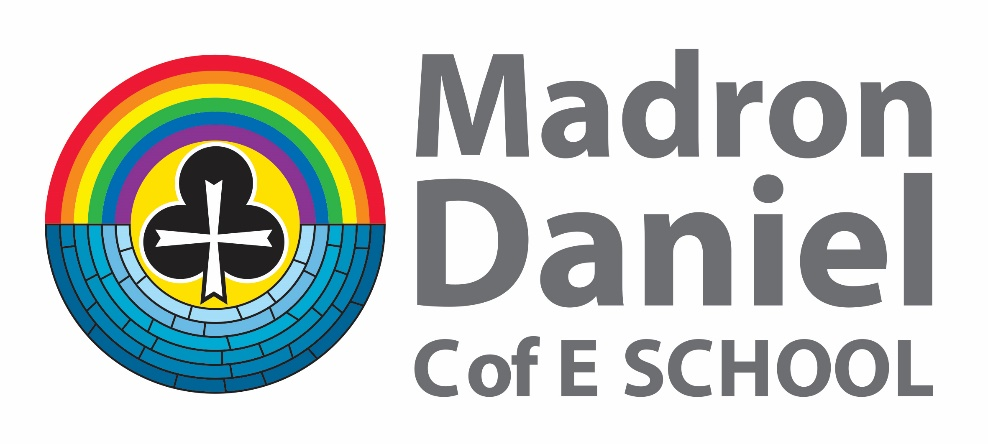 Madron
Daniel
C of E SCHOOL